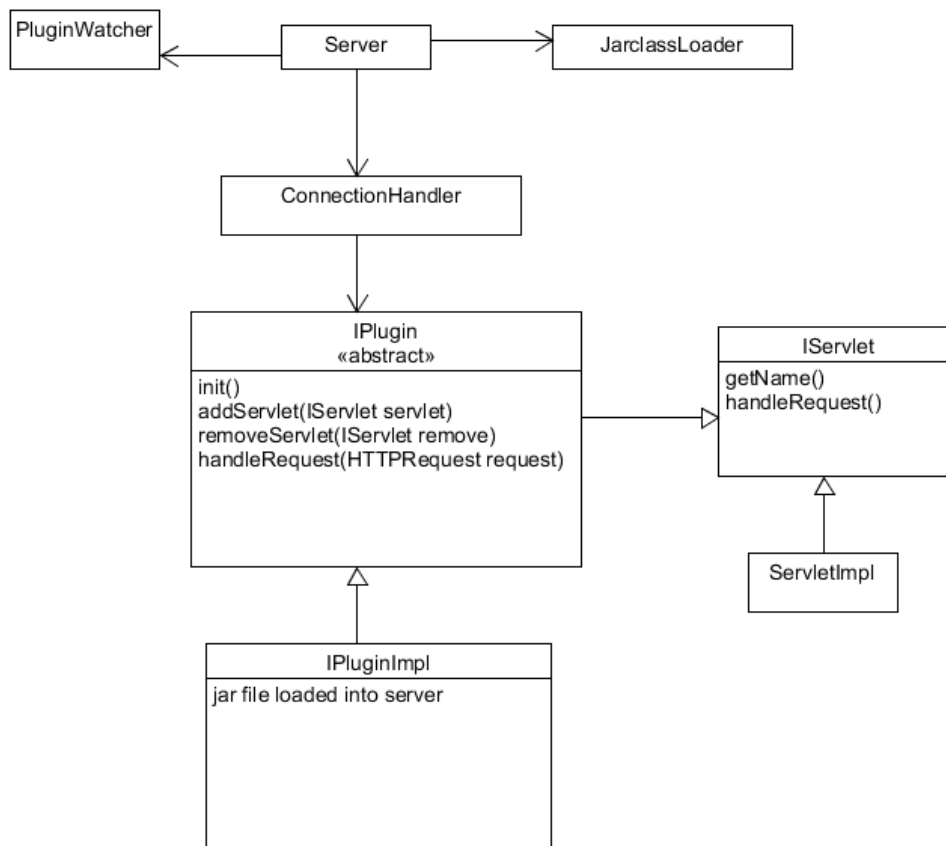 PluginWatcher
Server
JarclassLoader
ConnectionHandler
IPlugin
«abstract»
init()
addServlet(IServlet servlet)
removeServlet(IServlet remove)
handleRequest(HTTPRequest request)
IServlet
getName()
handleRequest()
ServletImpl
IPluginImpl
jar file loaded into server